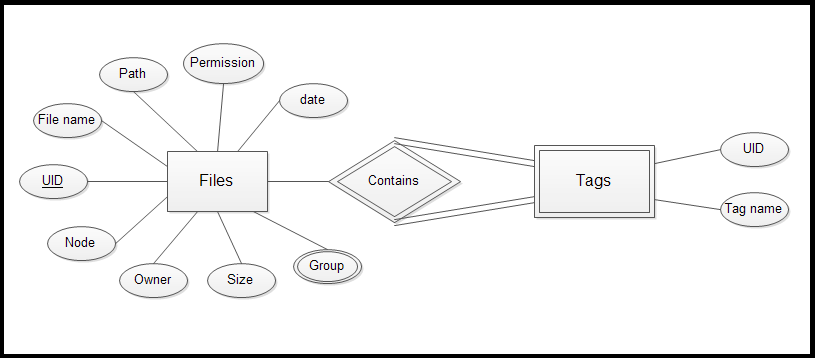 Permission
Path
date
File name
UID
Files
Contains
Tags
UID
Tag name
Node
Owner
Size
Group